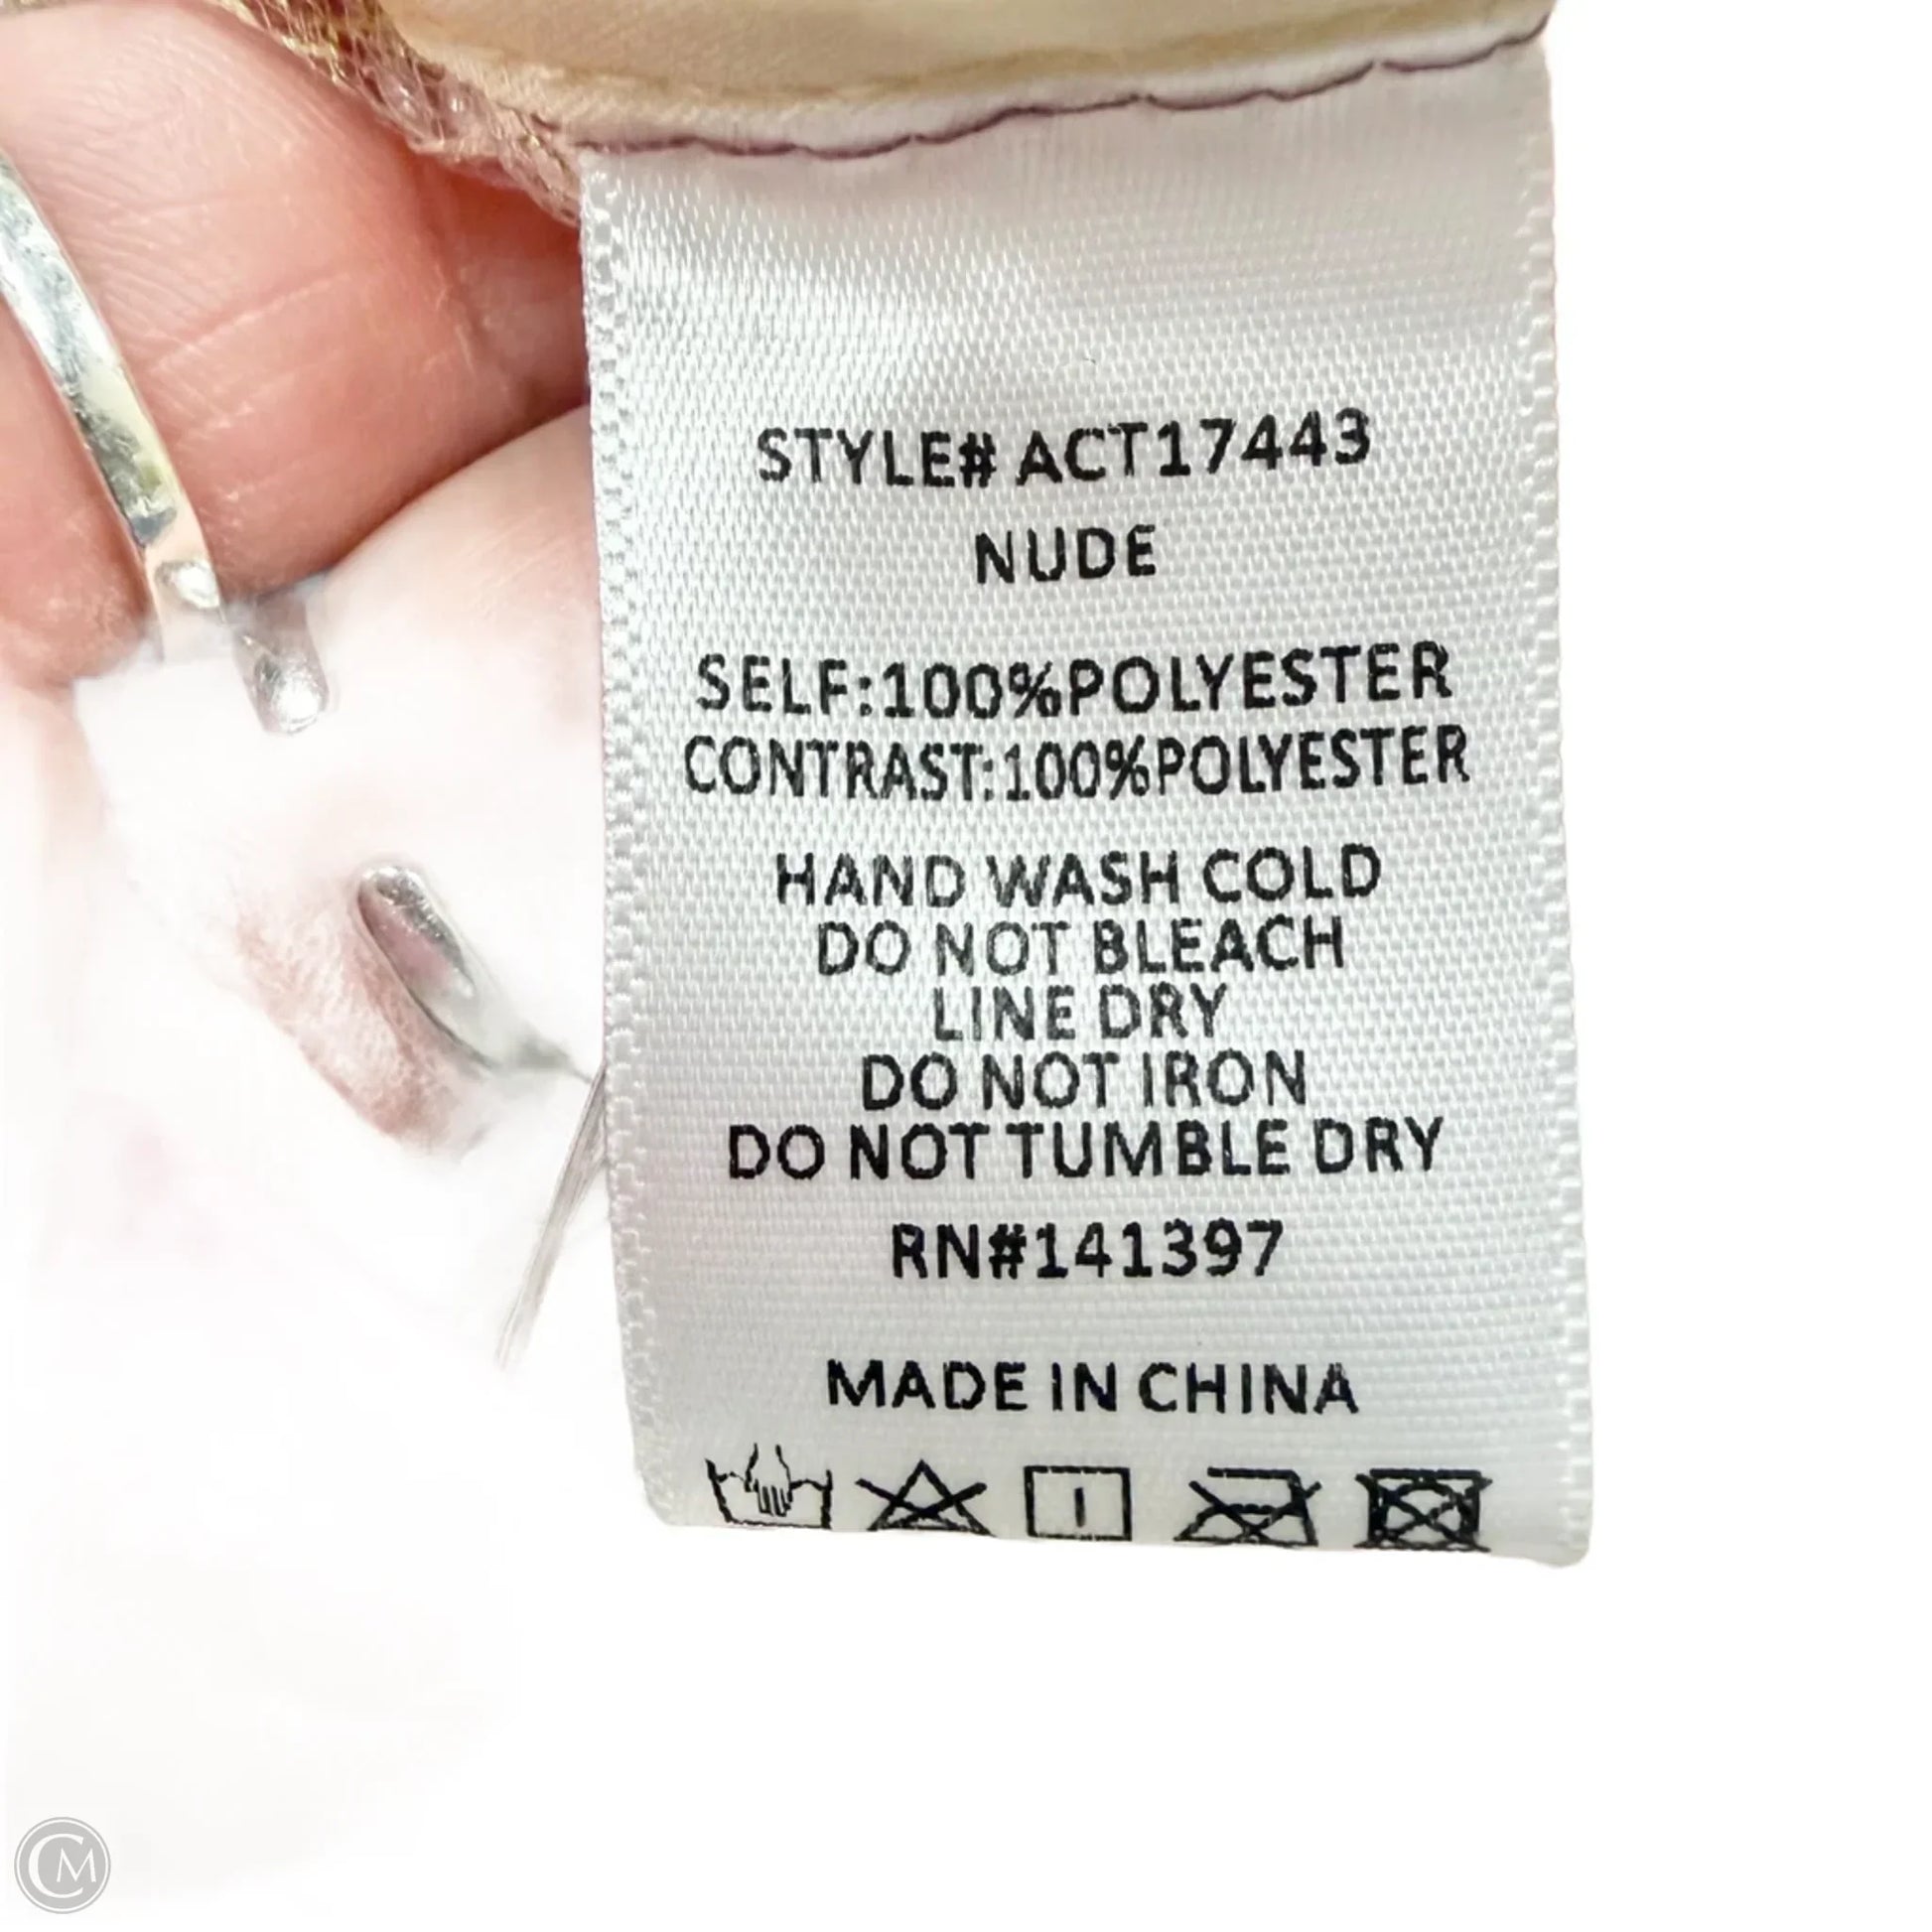 STYLE# ACT17443
NUDE
SELF:100%POLYESTER
CONTRAST:100%POLYESTER
HAND WASH COLD
DO NOT BLEACH
LINE DRY
DO NOT IRON
DO NOT TUMBLE DRY
RN#141397
MADE IN CHINA
CM